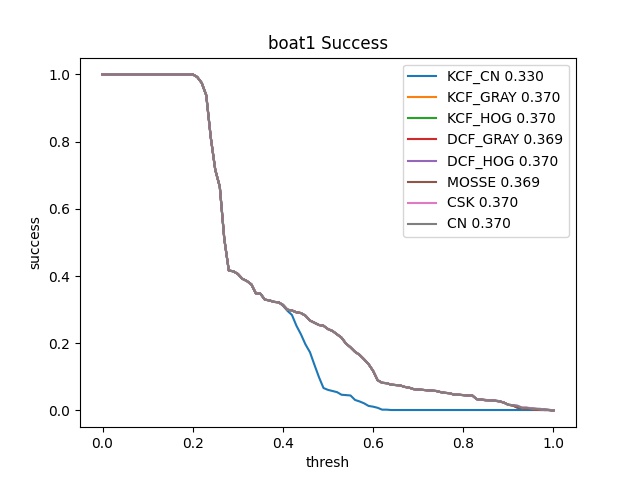 boat1 Success
KCF_CN 0.330
KCF_GRAY 0.370
KCF_HOG 0.370
DCF_GRAY 0.369
DCF_HOG 0.370
MOSSE 0.369
CSK 0.370
CN 0.370
success
1.0
0.8
0.6
0.4
0.2
0.0
0.0 0.2 0.4 0.6 0.8 1.0
thresh